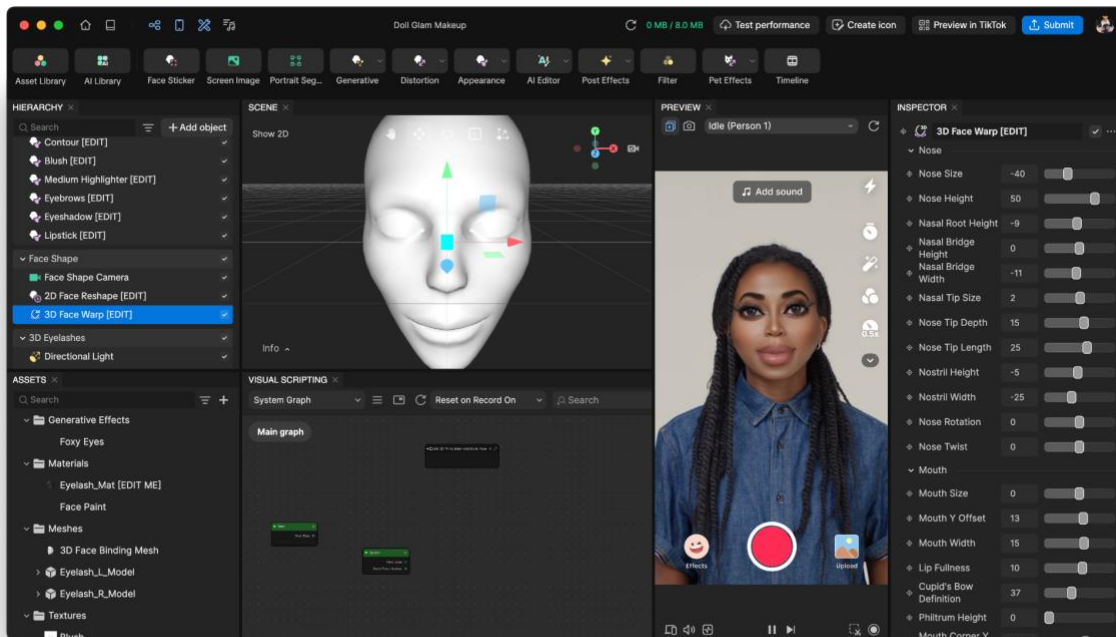 Doll Glam Makeup
0 MB / 8.0 MB
Test performance
Create icon
Preview in TikTok
Submit
Asset Library
AI Library
Face Sticker
Screen Image
Portrait Seg...
Generative
Distortion
Appearance
AI Editor
Post Effects
Filter
Pet Effects
Timeline
HIERARCHY
Search
+ Add object
Contour [EDIT]
Blush [EDIT]
Medium Highlighter [EDIT]
Eyebrows [EDIT]
Eyeshadow [EDIT]
Lipstick [EDIT]
Face Shape
Face Shape Camera
2D Face Reshape [EDIT]
3D Face Warp [EDIT]
3D Eyelashes
Directional Light
ASSETS
Search
Generative Effects
Foxy Eyes
Materials
Eyelash_Mat [EDIT ME]
Face Paint
Meshes
3D Face Binding Mesh
Eyelash_L_Model
Eyelash_R_Model
Textures
Blush
SCENE
Show 2D
Y
X
Z
Info
VISUAL SCRIPTING
System Graph
Reset on Record On
Search
Main graph
PREVIEW
Idle (Person 1)
Add sound
0.5x
Effects
Upload
INSPECTOR
3D Face Warp [EDIT]
Nose
Nose Size -40
Nose Height 50
Nasal Root Height -9
Nasal Bridge Height 0
Nasal Bridge Width -11
Nasal Tip Size 2
Nose Tip Depth 15
Nose Tip Length 25
Nostril Height -5
Nostril Width -25
Nose Rotation 0
Nose Twist 0
Mouth
Mouth Size 0
Mouth Y Offset 13
Mouth Width 15
Lip Fullness 10
Cupid's Bow Definition 37
Philtrum Height 0
Mouth Corner Y